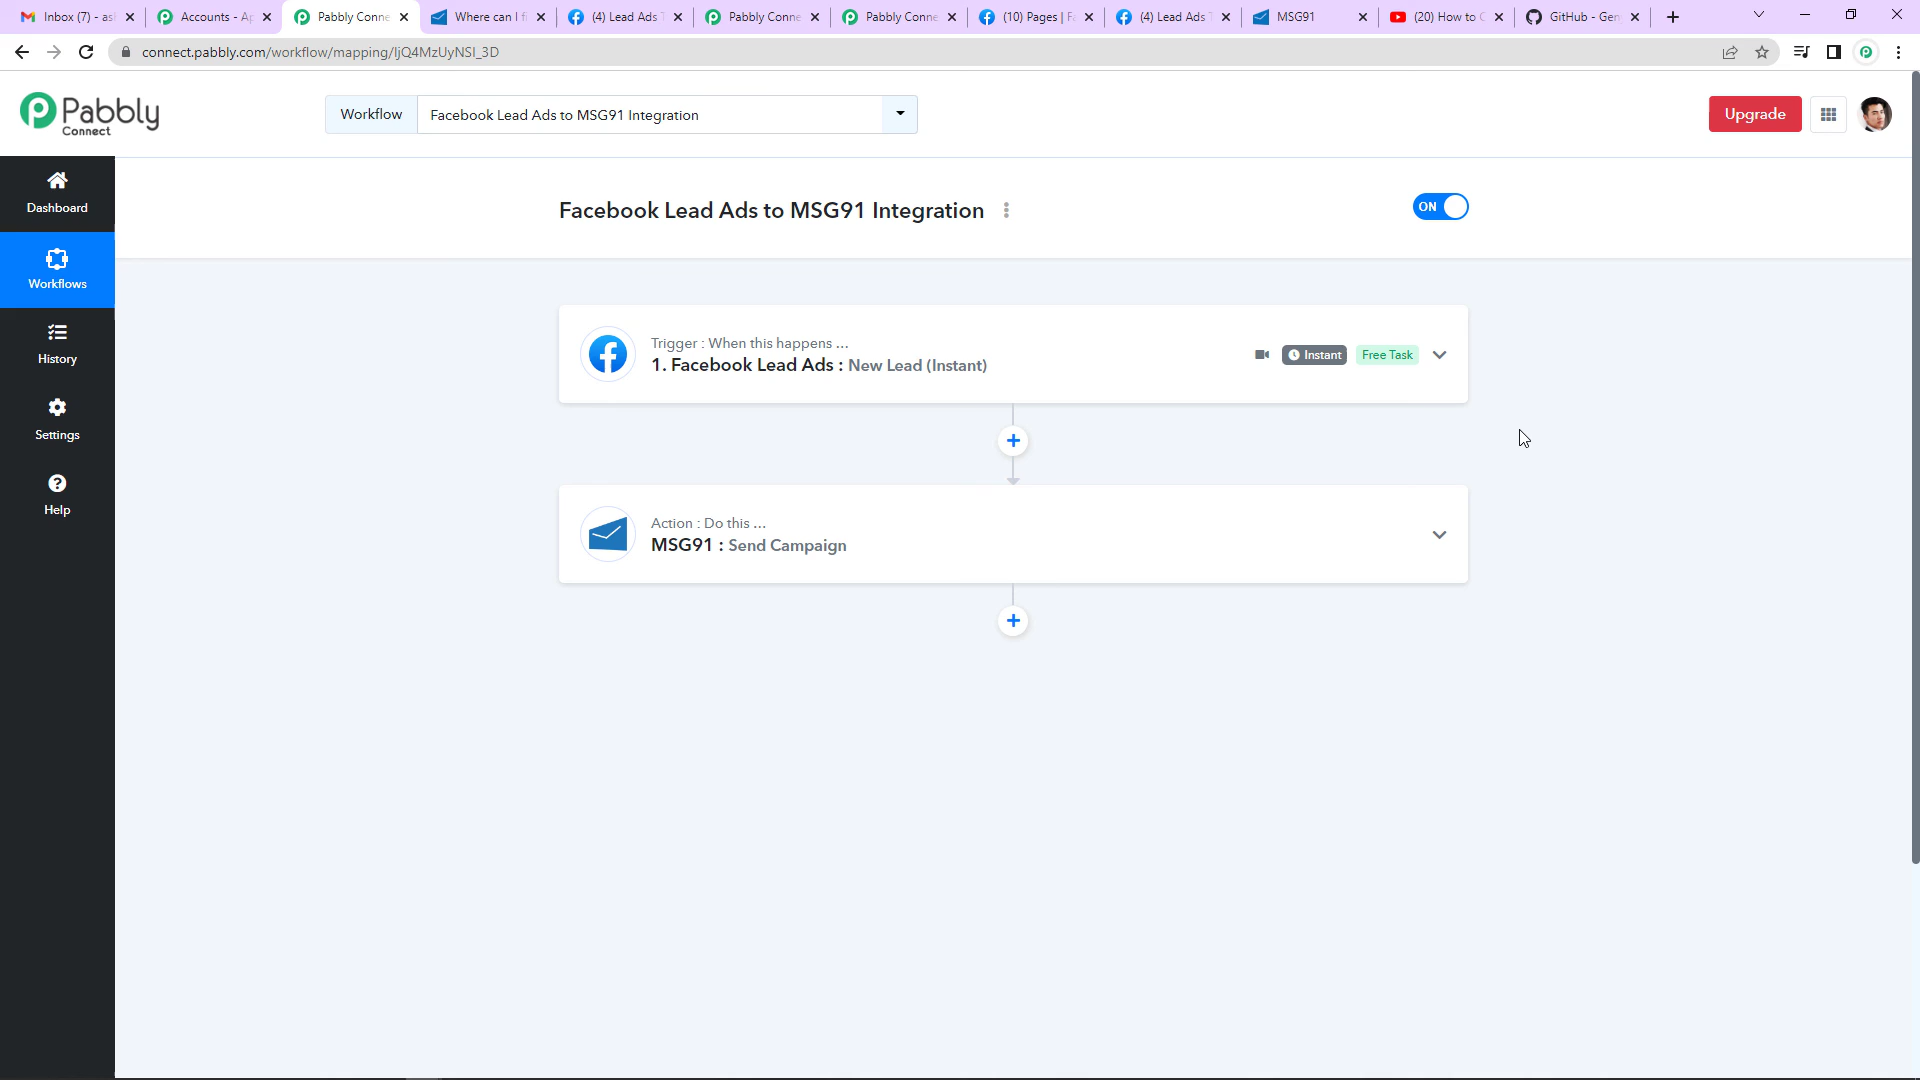 Inbox (7) - as
Accounts - Ap
Pabbly Conne
Where can I fi
(4) Lead Ads T
Pabbly Conne
Pabbly Conne
(10) Pages | Fa
(4) Lead Ads T
MSG91
(20) How to C
GitHub - Gen
connect.pabbly.com/workflow/mapping/IjQ4MzUyNSI_3D
Pabbly
Connect
Workflow
Facebook Lead Ads to MSG91 Integration
Upgrade
Dashboard
Workflows
History
Settings
Help
Facebook Lead Ads to MSG91 Integration
ON
Trigger : When this happens ...
1. Facebook Lead Ads : New Lead (Instant)
Instant
Free Task
Action : Do this ...
MSG91 : Send Campaign